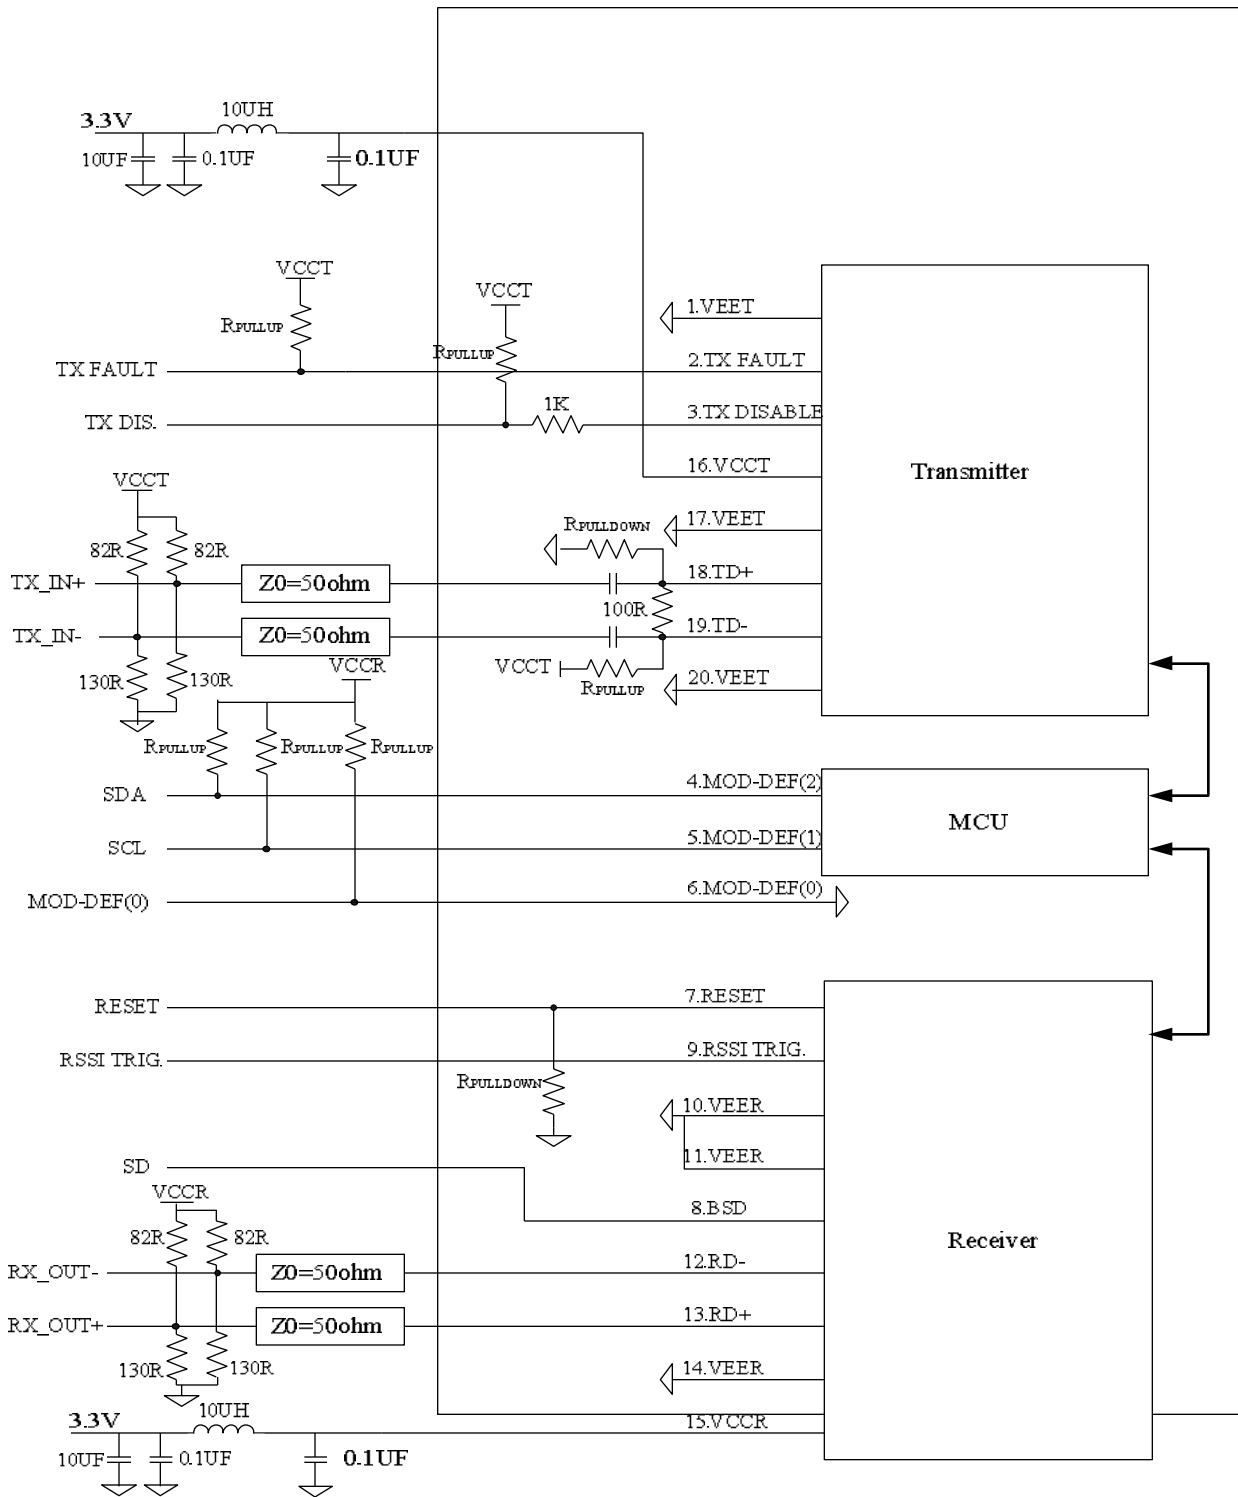 10UH
3.3V
10UF
0.1UF
0.1UF
VCCT
RPULLUP
VCCT
RPULLUP
1.VEET
TX FAULT
2.TX FAULT
TX DIS.
1K
3.TX DISABLE
16.VCCT
Transmitter
VCCT
82R
82R
RPULLDOWN
17.VEET
TX_IN+
Z0=50ohm
18.TD+
100R
TX_IN-
Z0=50ohm
19.TD-
130R
130R
VCCR
VCCT
RPULLUP
20.VEET
RPULLUP
RPULLUP
RPULLUP
SDA
4.MOD-DEF(2)
MCU
SCL
5.MOD-DEF(1)
MOD-DEF(0)
6.MOD-DEF(0)
RESET
7.RESET
RSSI TRIG.
9.RSSI TRIG.
RPULLDOWN
10.VEER
SD
11.VEER
VCCR
8.BSD
82R
82R
Receiver
RX_OUT-
Z0=50ohm
12.RD-
RX_OUT+
Z0=50ohm
13.RD+
130R
130R
14.VEER
10UH
3.3V
15.VCCR
10UF
0.1UF
0.1UF